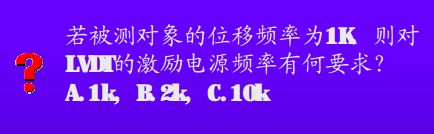 若被测对象的位移频率为1K 则对
LVDT的激励电源频率有何要求?
A. 1k, B. 2k, C. 10k